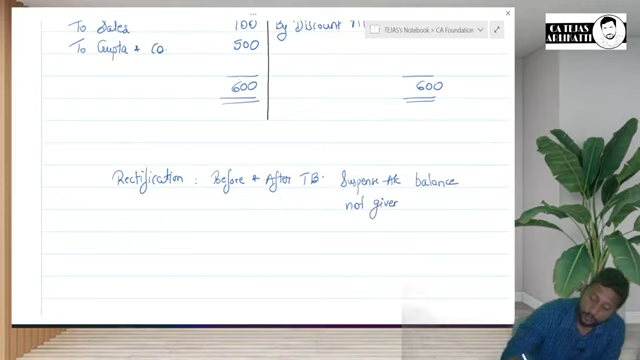 To Sales 100 By Discount
TEJAS's Notebook > CA Foundation
To Gupta & Co. 500
600 600
Rectification : Before & After TB. Suspense A/c balance
not given
CA TEJAS
ARLIKATTI